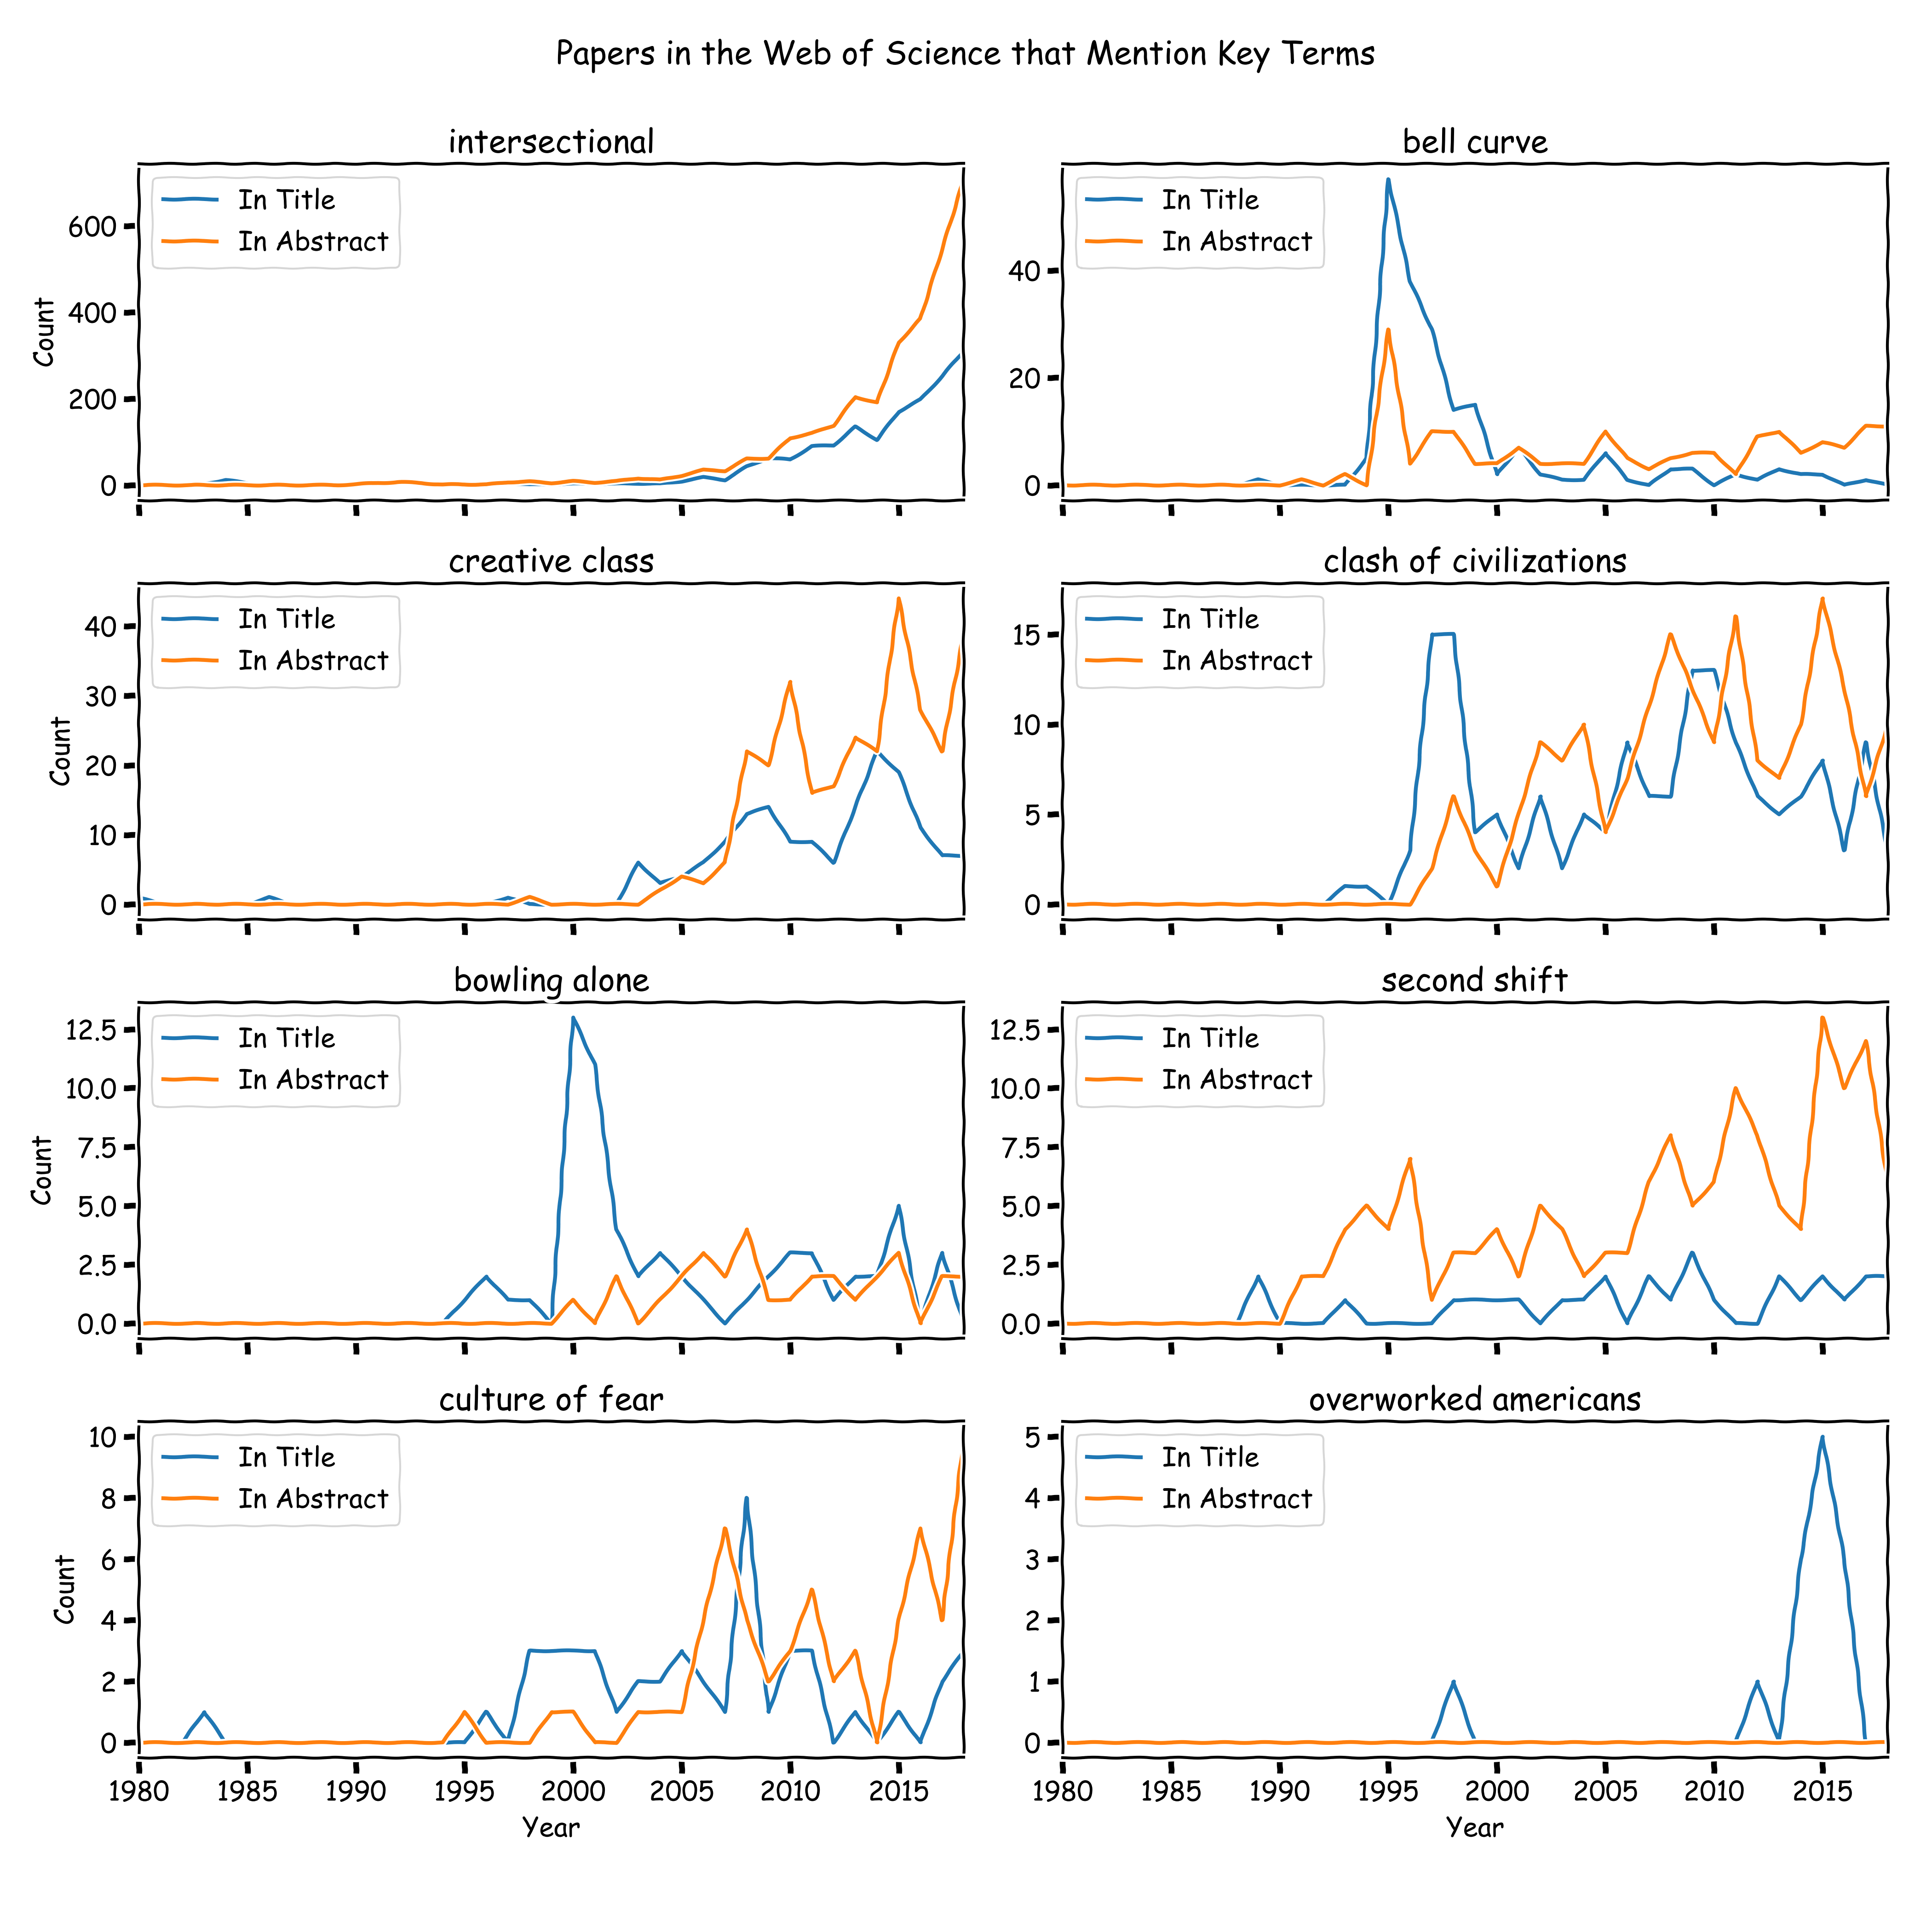 Papers in the Web of Science that Mention Key Terms
intersectional
In Title
In Abstract
600
400
200
0
Count
bell curve
In Title
In Abstract
40
20
0
creative class
In Title
In Abstract
40
30
20
10
0
Count
clash of civilizations
In Title
In Abstract
15
10
5
0
bowling alone
In Title
In Abstract
12.5
10.0
7.5
5.0
2.5
0.0
Count
second shift
In Title
In Abstract
12.5
10.0
7.5
5.0
2.5
0.0
culture of fear
In Title
In Abstract
10
8
6
4
2
0
Count
1980 1985 1990 1995 2000 2005 2010 2015
Year
overworked americans
In Title
In Abstract
5
4
3
2
1
0
1980 1985 1990 1995 2000 2005 2010 2015
Year